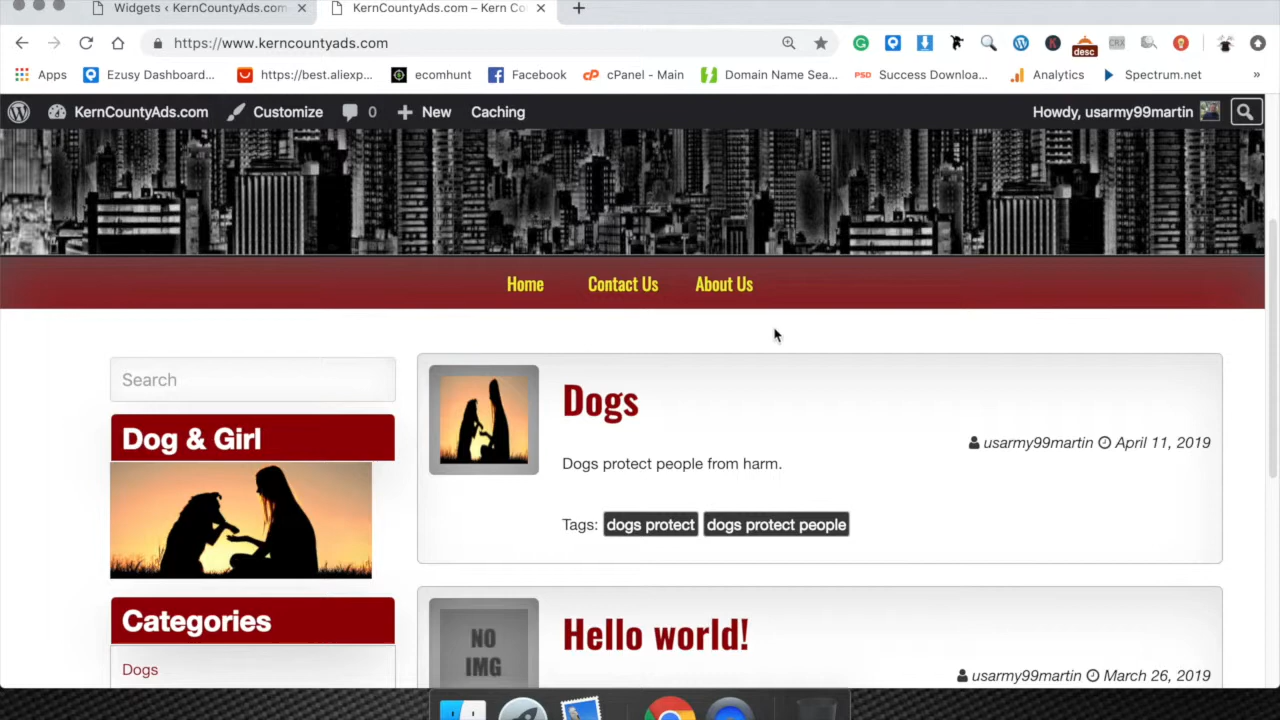 Widgets ‹ KernCountyAds.com
KernCountyAds.com – Kern Co
https://www.kerncountyads.com
desc
CRX
Apps
Ezusy Dashboard...
https://best.aliexp...
ecomhunt
Facebook
cPanel - Main
Domain Name Sea...
PSD Success Downloa...
Analytics
Spectrum.net
»
KernCountyAds.com
Customize
0
New
Caching
Howdy, usarmy99martin
Home
Contact Us
About Us
Search
Dog & Girl
Categories
Dogs
Dogs
usarmy99martin April 11, 2019
Dogs protect people from harm.
Tags: dogs protect dogs protect people
NO
IMG
Hello world!
usarmy99martin March 26, 2019